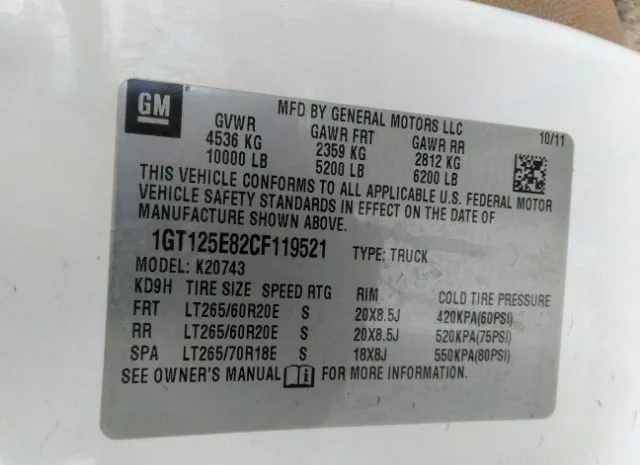 GM
MFD BY GENERAL MOTORS LLC 10/11
GVWR GAWR FRT GAWR RR
4536 KG 2359 KG 2812 KG
10000 LB 5200 LB 6200 LB
THIS VEHICLE CONFORMS TO ALL APPLICABLE U.S. FEDERAL MOTOR
VEHICLE SAFETY STANDARDS IN EFFECT ON THE DATE OF
MANUFACTURE SHOWN ABOVE.
1GT125E82CF119521 TYPE: TRUCK
MODEL: K20743
KD9H TIRE SIZE SPEED RTG RIM COLD TIRE PRESSURE
FRT LT265/60R20E S 20X8.5J 420KPA(60PSI)
RR LT265/60R20E S 20X8.5J 520KPA(75PSI)
SPA LT265/70R18E S 18X8J 550KPA(80PSI)
SEE OWNER'S MANUAL FOR MORE INFORMATION.